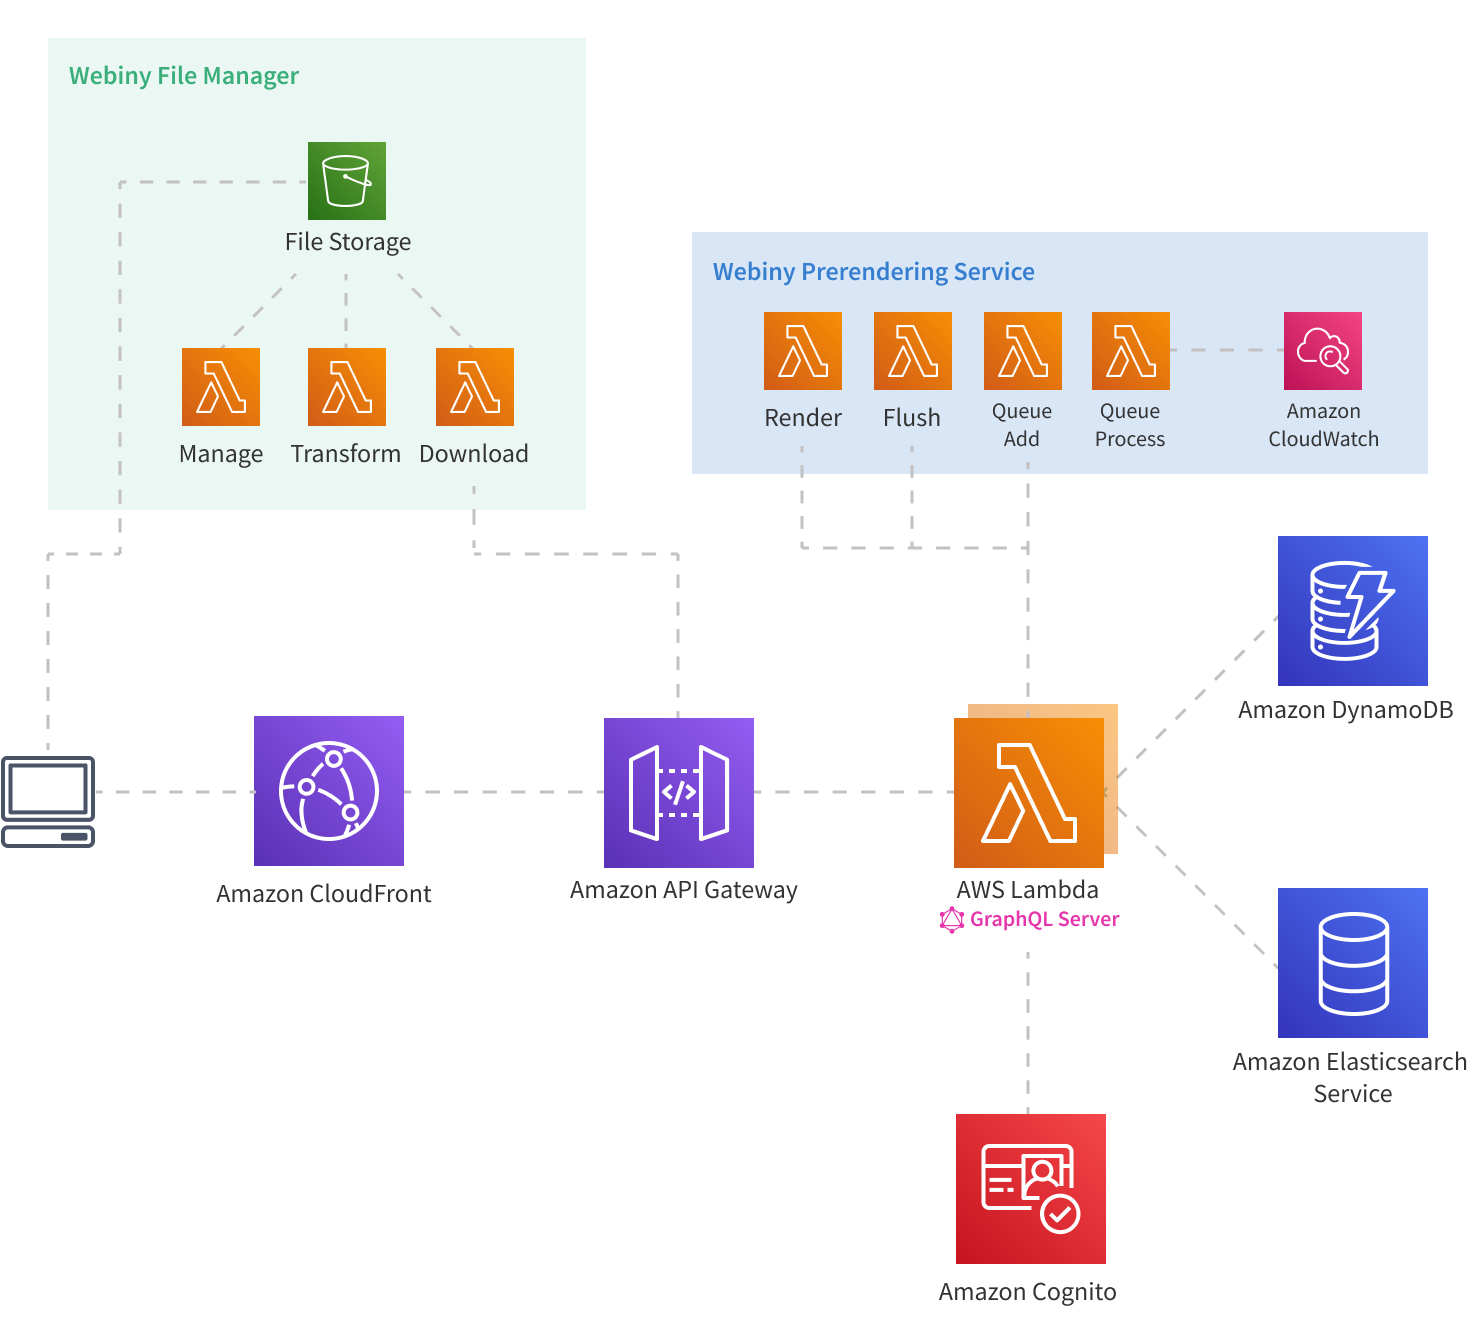 Webiny File Manager
File Storage
Manage
Transform
Download
Webiny Prerendering Service
Render
Flush
Queue
Add
Queue
Process
Amazon
CloudWatch
Amazon DynamoDB
Amazon CloudFront
</>
Amazon API Gateway
AWS Lambda
GraphQL Server
Amazon Elasticsearch
Service
Amazon Cognito